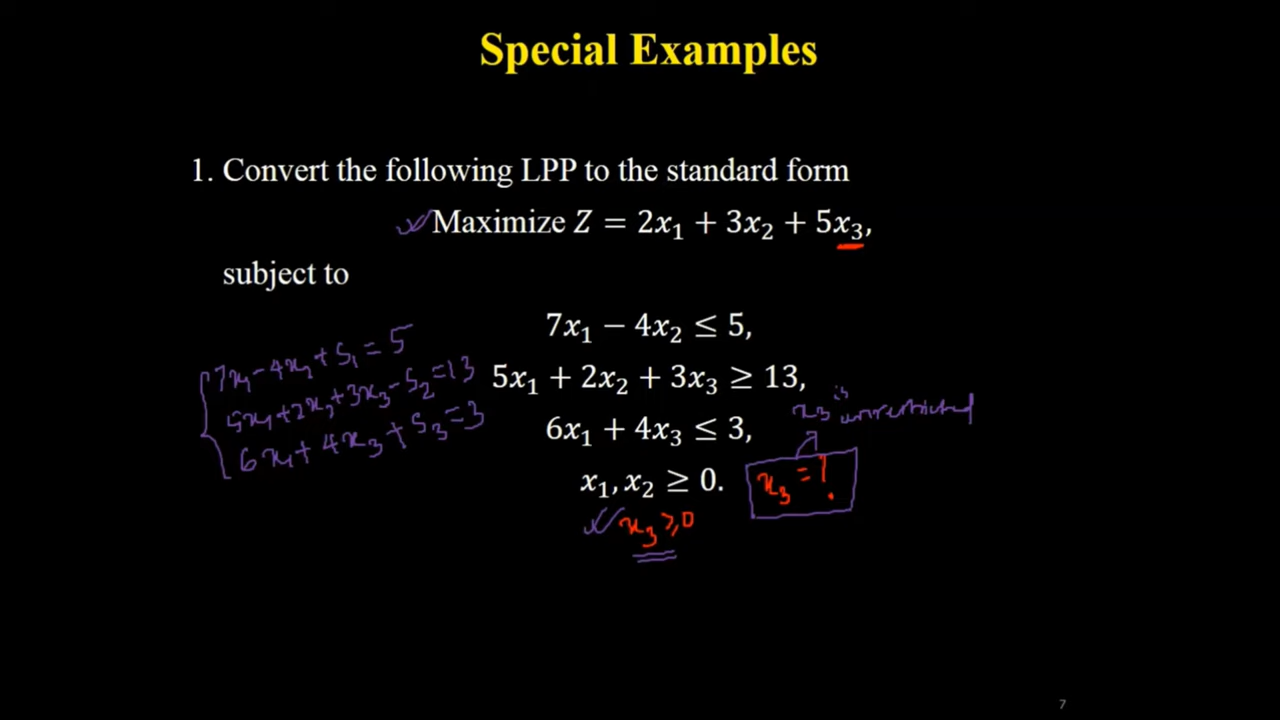 Special Examples
1. Convert the following LPP to the standard form
Maximize Z = 2x₁ + 3x₂ + 5x₃,
subject to
7x₁ − 4x₂ ≤ 5,
5x₁ + 2x₂ + 3x₃ ≥ 13,
6x₁ + 4x₃ ≤ 3,
x₁, x₂ ≥ 0.
7x₁ − 4x₂ + S₁ = 5
5x₁ + 2x₂ + 3x₃ − S₂ = 13
6x₁ + 4x₃ + S₃ = 3
x₃ is unrestricted
x₃ = ?
x₃ ≥ 0
7